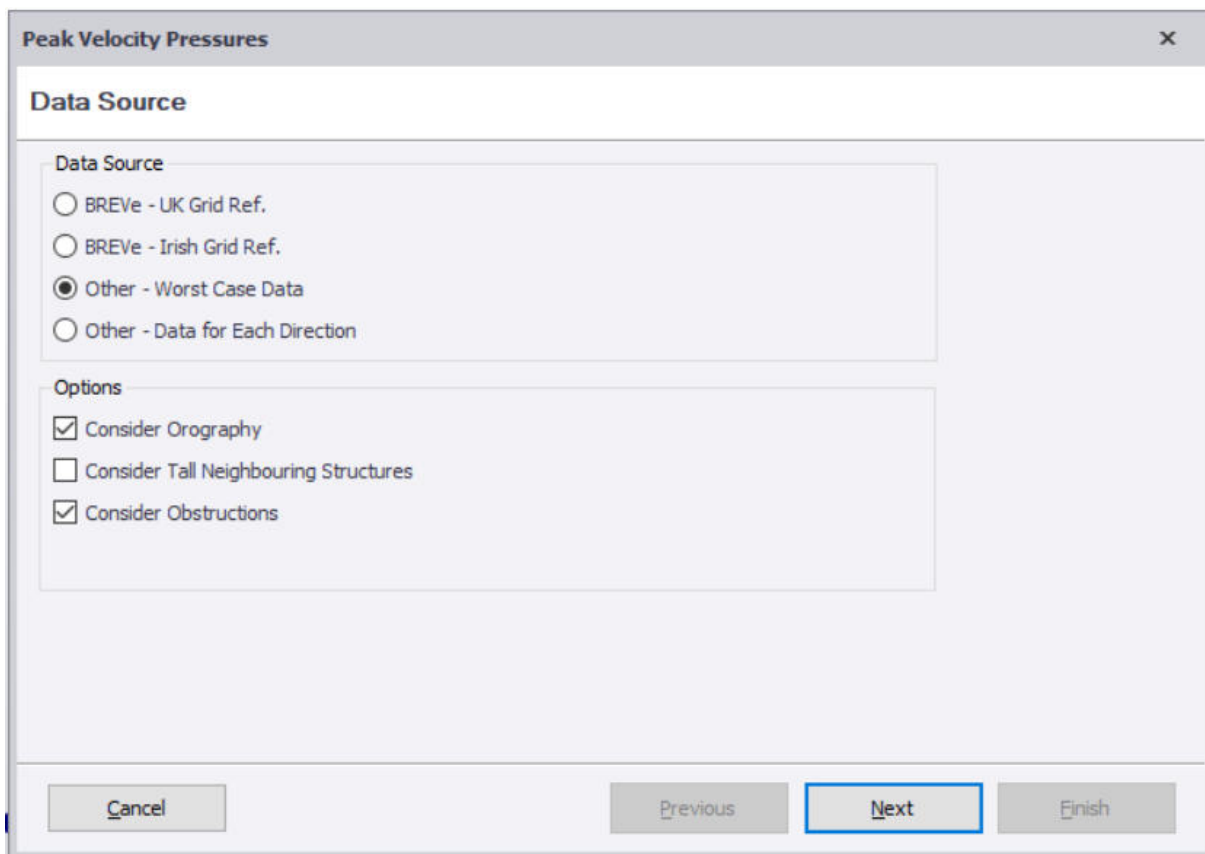 Peak Velocity Pressures
Data Source
Data Source
BREVe - UK Grid Ref.
BREVe - Irish Grid Ref.
Other - Worst Case Data
Other - Data for Each Direction
Options
Consider Orography
Consider Tall Neighbouring Structures
Consider Obstructions
Cancel Previous Next Finish